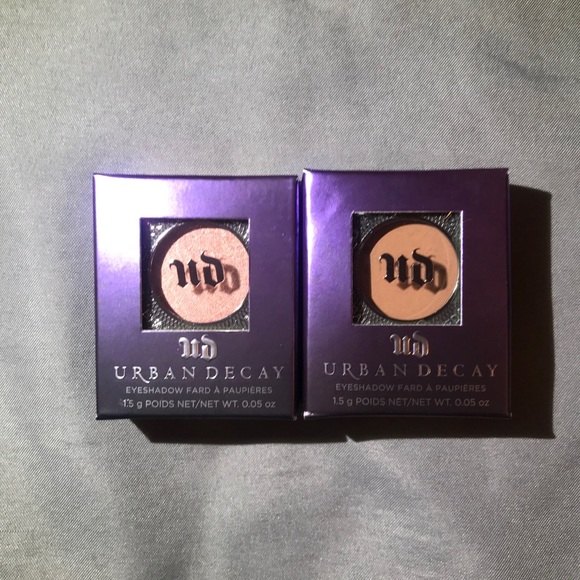 ud
ud
URBAN DECAY
EYESHADOW FARD À PAUPIÈRES
1.5 g POIDS NET/NET WT. 0.05 oz
ud
ud
URBAN DECAY
EYESHADOW FARD À PAUPIÈRES
1.5 g POIDS NET/NET WT. 0.05 oz